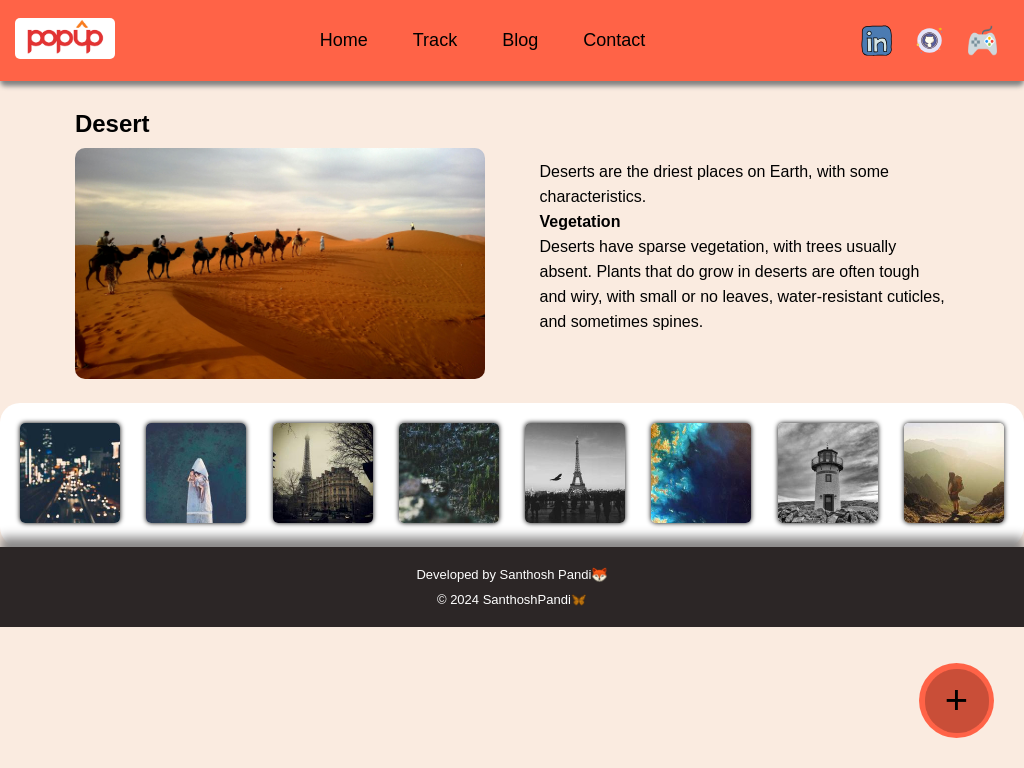 popup
Home Track Blog Contact
in
Desert
Deserts are the driest places on Earth, with some
characteristics.
Vegetation
Deserts have sparse vegetation, with trees usually
absent. Plants that do grow in deserts are often tough
and wiry, with small or no leaves, water-resistant cuticles,
and sometimes spines.
Developed by Santhosh Pandi🦊
© 2024 SanthoshPandi🦋
+